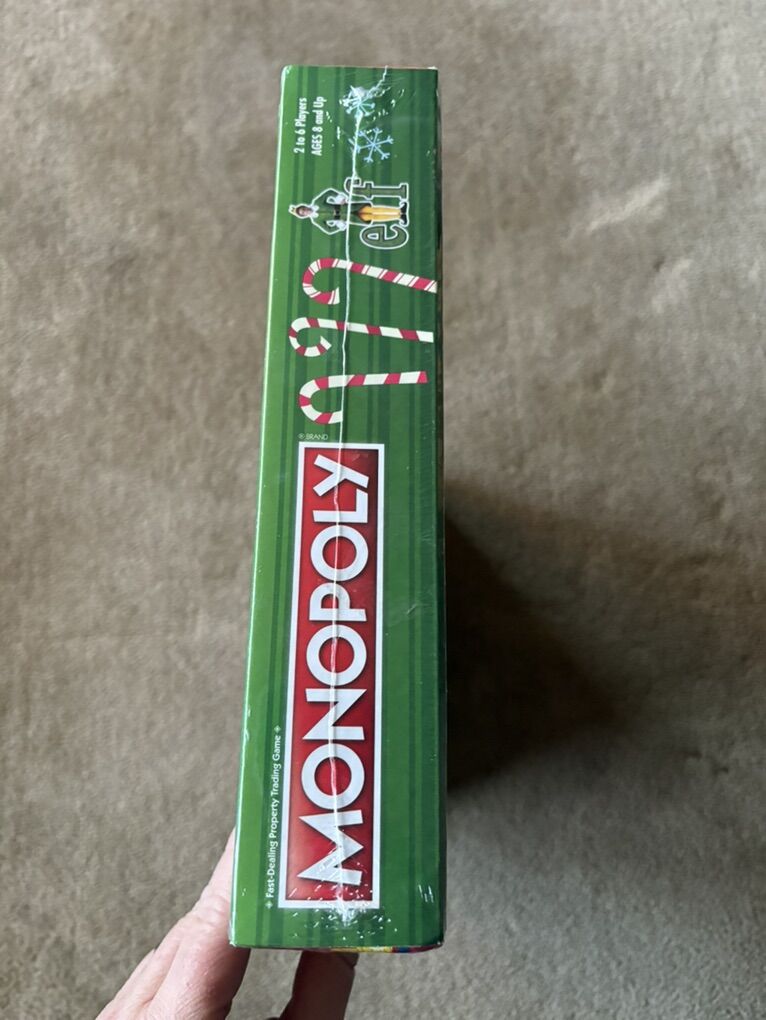 Fast-Dealing Property Trading Game
MONOPOLY
® BRAND
elf
2 to 6 Players
AGES 8 and Up